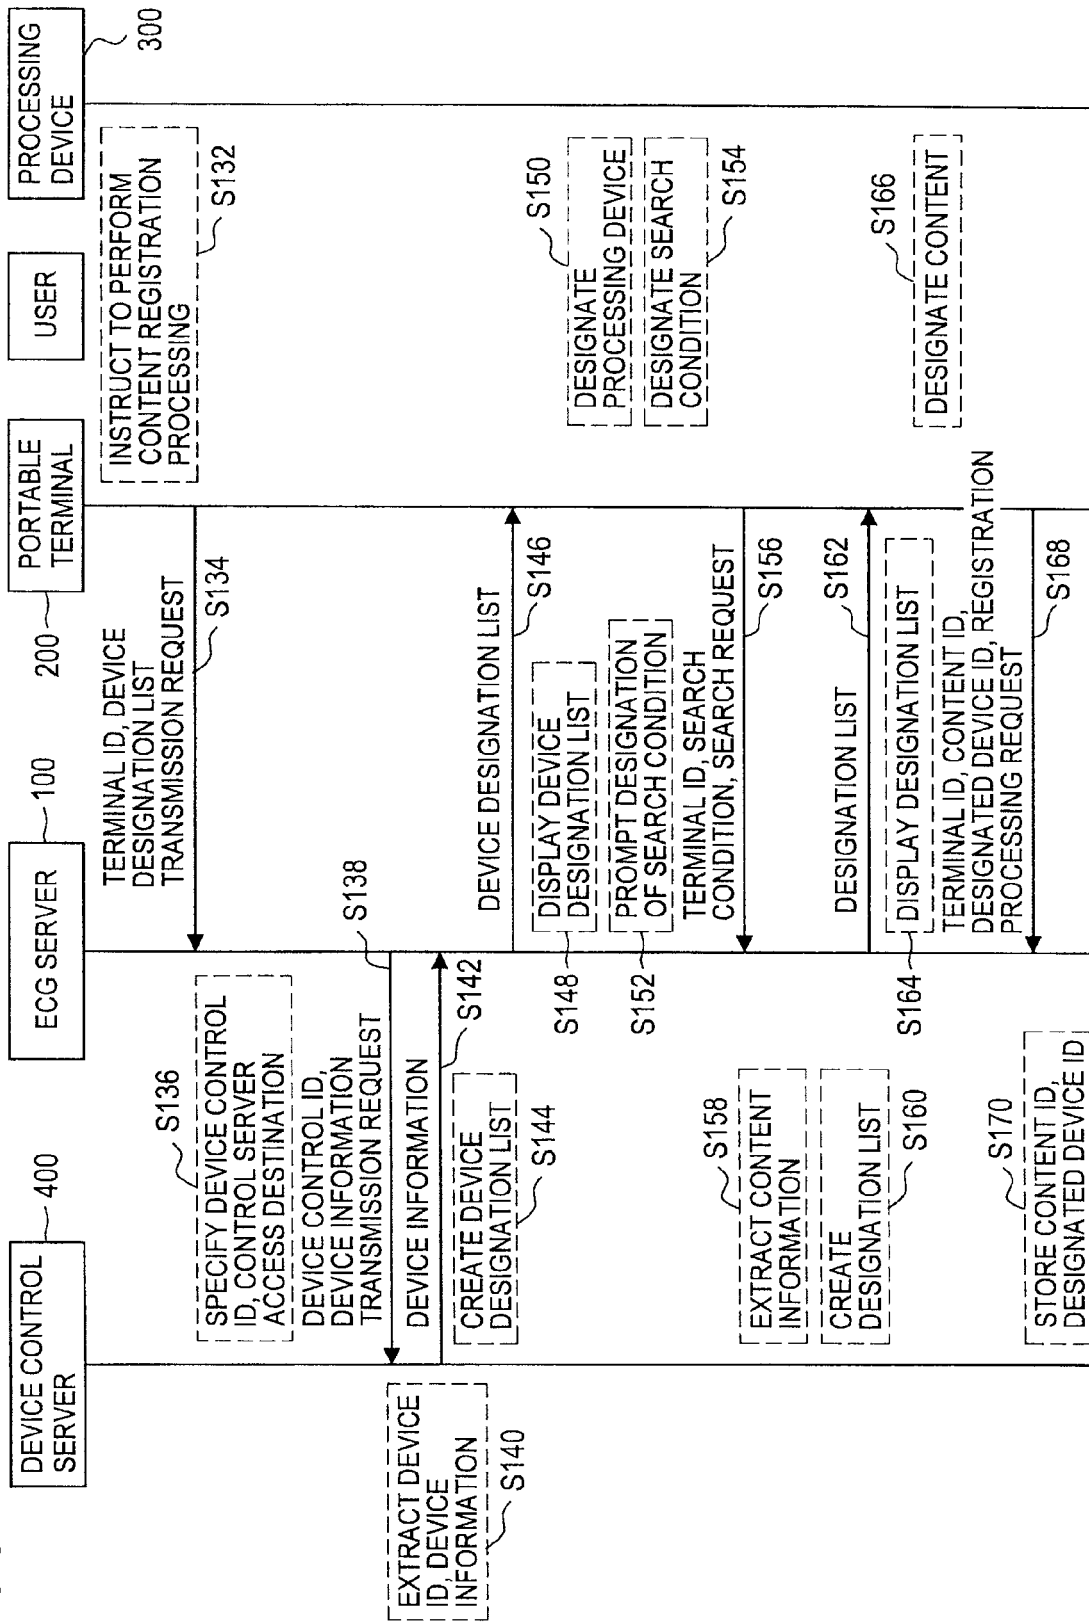 DEVICE CONTROL
SERVER
400
ECG SERVER
100
PORTABLE
TERMINAL
200
USER
PROCESSING
DEVICE
300
INSTRUCT TO PERFORM
CONTENT REGISTRATION
PROCESSING
S132
TERMINAL ID, DEVICE
DESIGNATION LIST
TRANSMISSION REQUEST
S134
S136
SPECIFY DEVICE CONTROL
ID, CONTROL SERVER
ACCESS DESTINATION
S138
DEVICE CONTROL ID,
DEVICE INFORMATION
TRANSMISSION REQUEST
EXTRACT DEVICE
ID, DEVICE
INFORMATION
S140
DEVICE INFORMATION
S142
CREATE DEVICE
DESIGNATION LIST
S144
DEVICE DESIGNATION LIST
S146
S148
DISPLAY DEVICE
DESIGNATION LIST
S150
DESIGNATE
PROCESSING DEVICE
S152
PROMPT DESIGNATION
OF SEARCH CONDITION
DESIGNATE SEARCH
CONDITION
S154
TERMINAL ID, SEARCH
CONDITION, SEARCH REQUEST
S156
S158
EXTRACT CONTENT
INFORMATION
CREATE
DESIGNATION LIST
S160
DESIGNATION LIST
S162
S164
DISPLAY DESIGNATION LIST
S166
DESIGNATE CONTENT
TERMINAL ID, CONTENT ID,
DESIGNATED DEVICE ID, REGISTRATION
PROCESSING REQUEST
S168
S170
STORE CONTENT ID,
DESIGNATED DEVICE ID